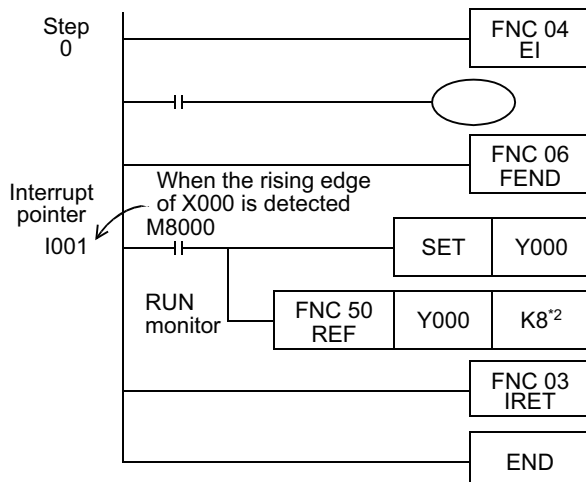 Step
0
FNC 04
EI
FNC 06
FEND
Interrupt
pointer
I001
When the rising edge
of X000 is detected
M8000
SET
Y000
RUN
monitor
FNC 50
REF
Y000
K8*2
FNC 03
IRET
END